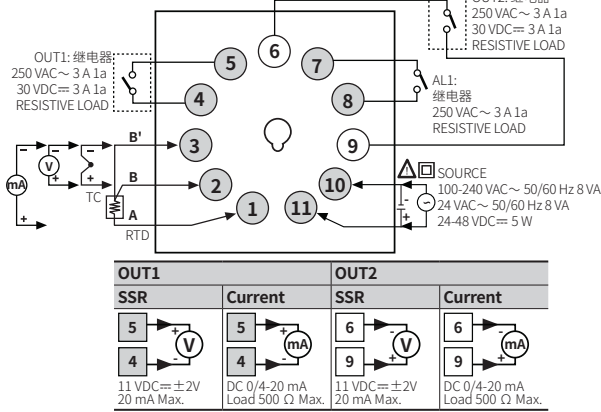 OUT2: 继电器
250 VAC～ 3 A 1a
30 VDC⎓ 3 A 1a
RESISTIVE LOAD
OUT1: 继电器
250 VAC～ 3 A 1a
30 VDC⎓ 3 A 1a
RESISTIVE LOAD
5
6
7
4
8
AL1:
继电器
250 VAC～ 3 A 1a
RESISTIVE LOAD
B'
3
9
mA
V
TC
B
2
10
SOURCE
100-240 VAC～ 50/60 Hz 8 VA
24 VAC～ 50/60 Hz 8 VA
24-48 VDC⎓ 5 W
A
1
11
RTD
- +
OUT1 OUT2
SSR Current SSR Current
5 + V 5 + mA 6 - V 6 - mA
4 - 4 - 9 + 9 +
11 VDC⎓ ±2V DC 0/4-20 mA 11 VDC⎓ ±2V DC 0/4-20 mA
20 mA Max. Load 500 Ω Max. 20 mA Max. Load 500 Ω Max.